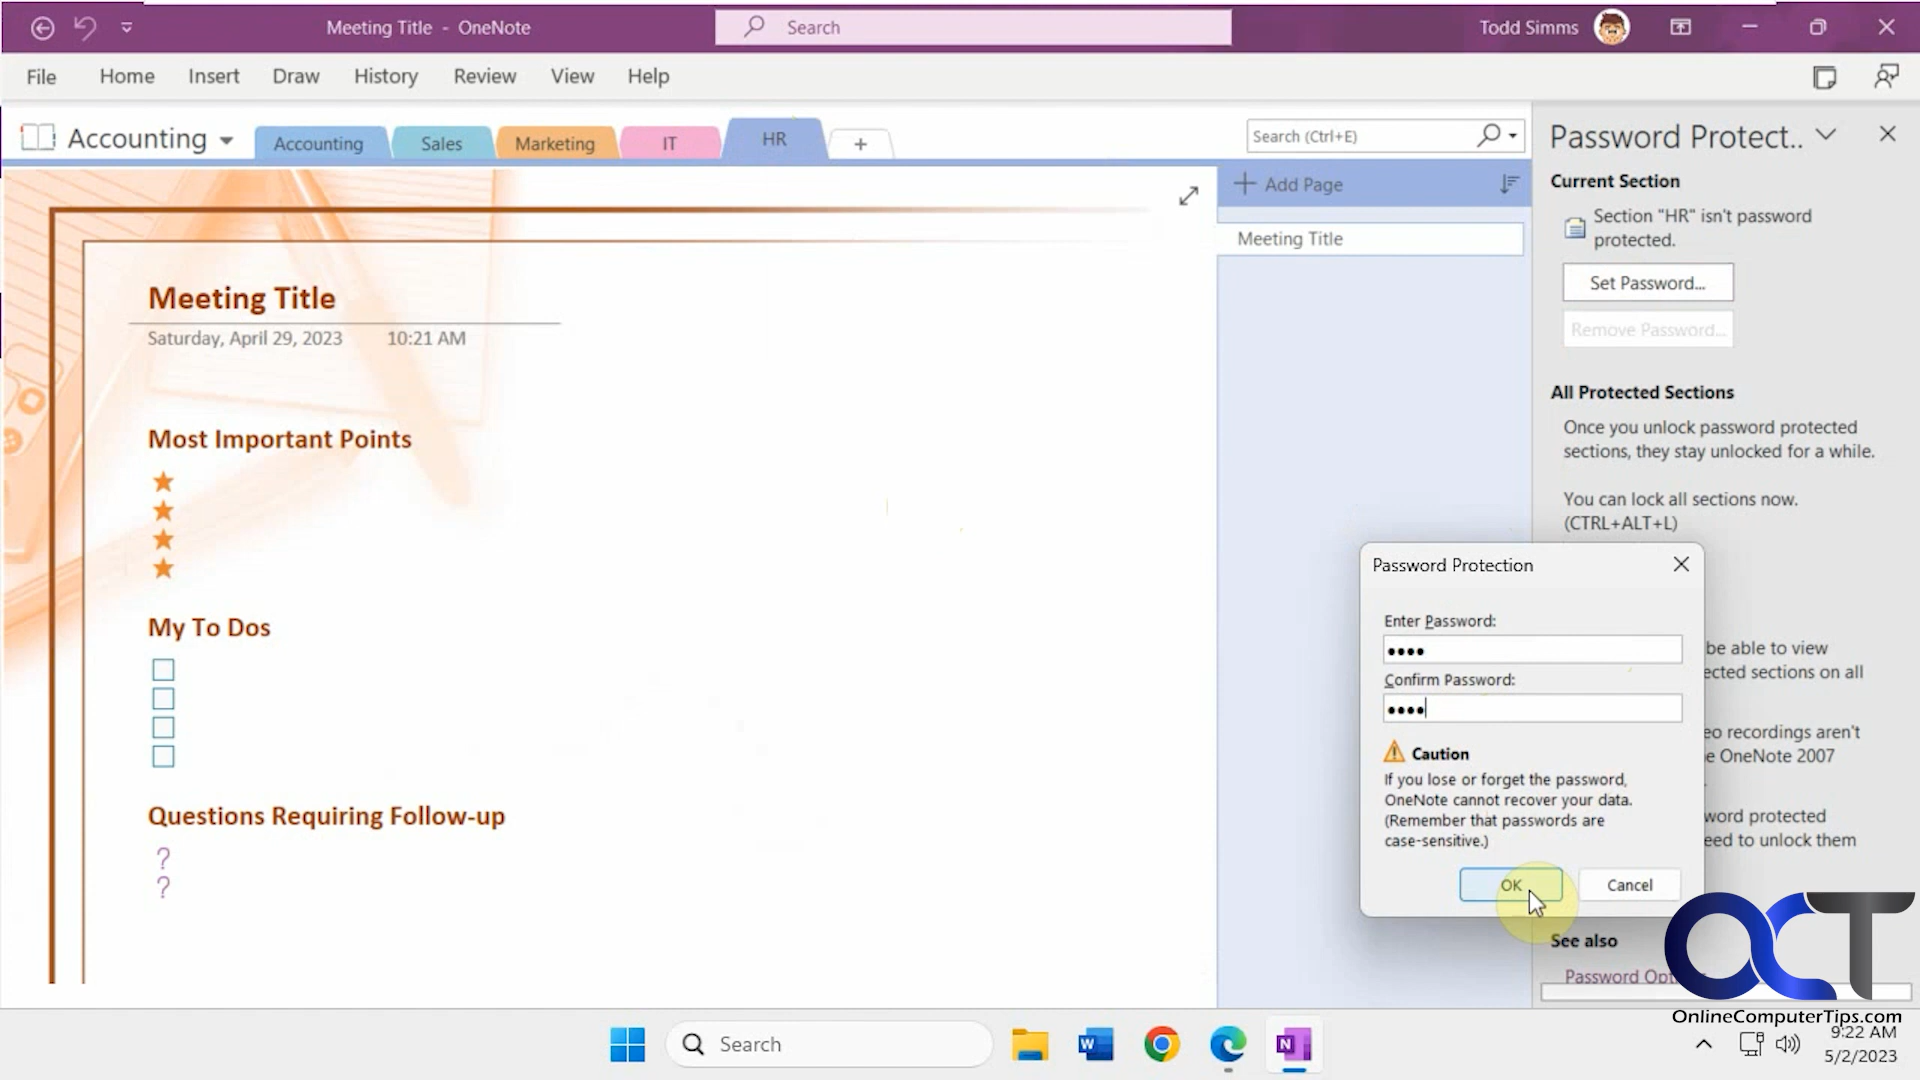 Meeting Title - OneNote
Search
Todd Simms
File Home Insert Draw History Review View Help
Accounting
Accounting Sales Marketing IT HR +
Search (Ctrl+E)
Password Protect..
Add Page
Meeting Title
Current Section
Section "HR" isn't password
protected.
Set Password...
Remove Password...
All Protected Sections
Once you unlock password protected
sections, they stay unlocked for a while.
You can lock all sections now.
(CTRL+ALT+L)
be able to view
ected sections on all
eo recordings aren't
e OneNote 2007
word protected
eed to unlock them
See also
Password Opt
Meeting Title
Saturday, April 29, 2023 10:21 AM
Most Important Points
My To Dos
Questions Requiring Follow-up
?
?
Password Protection
Enter Password:
Confirm Password:
Caution
If you lose or forget the password,
OneNote cannot recover your data.
(Remember that passwords are
case-sensitive.)
OK Cancel
OCT
OnlineComputerTips.com
Search
W
N
9:22 AM
5/2/2023